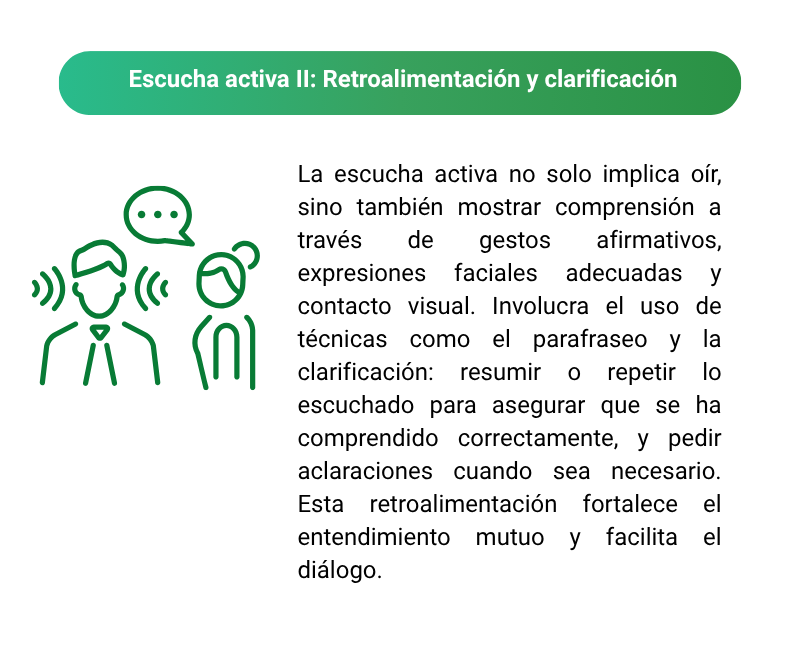 Escucha activa II: Retroalimentación y clarificación
La escucha activa no solo implica oír,
sino también mostrar comprensión a
través de gestos afirmativos,
expresiones faciales adecuadas y
contacto visual. Involucra el uso de
técnicas como el parafraseo y la
clarificación: resumir o repetir lo
escuchado para asegurar que se ha
comprendido correctamente, y pedir
aclaraciones cuando sea necesario.
Esta retroalimentación fortalece el
entendimiento mutuo y facilita el
diálogo.